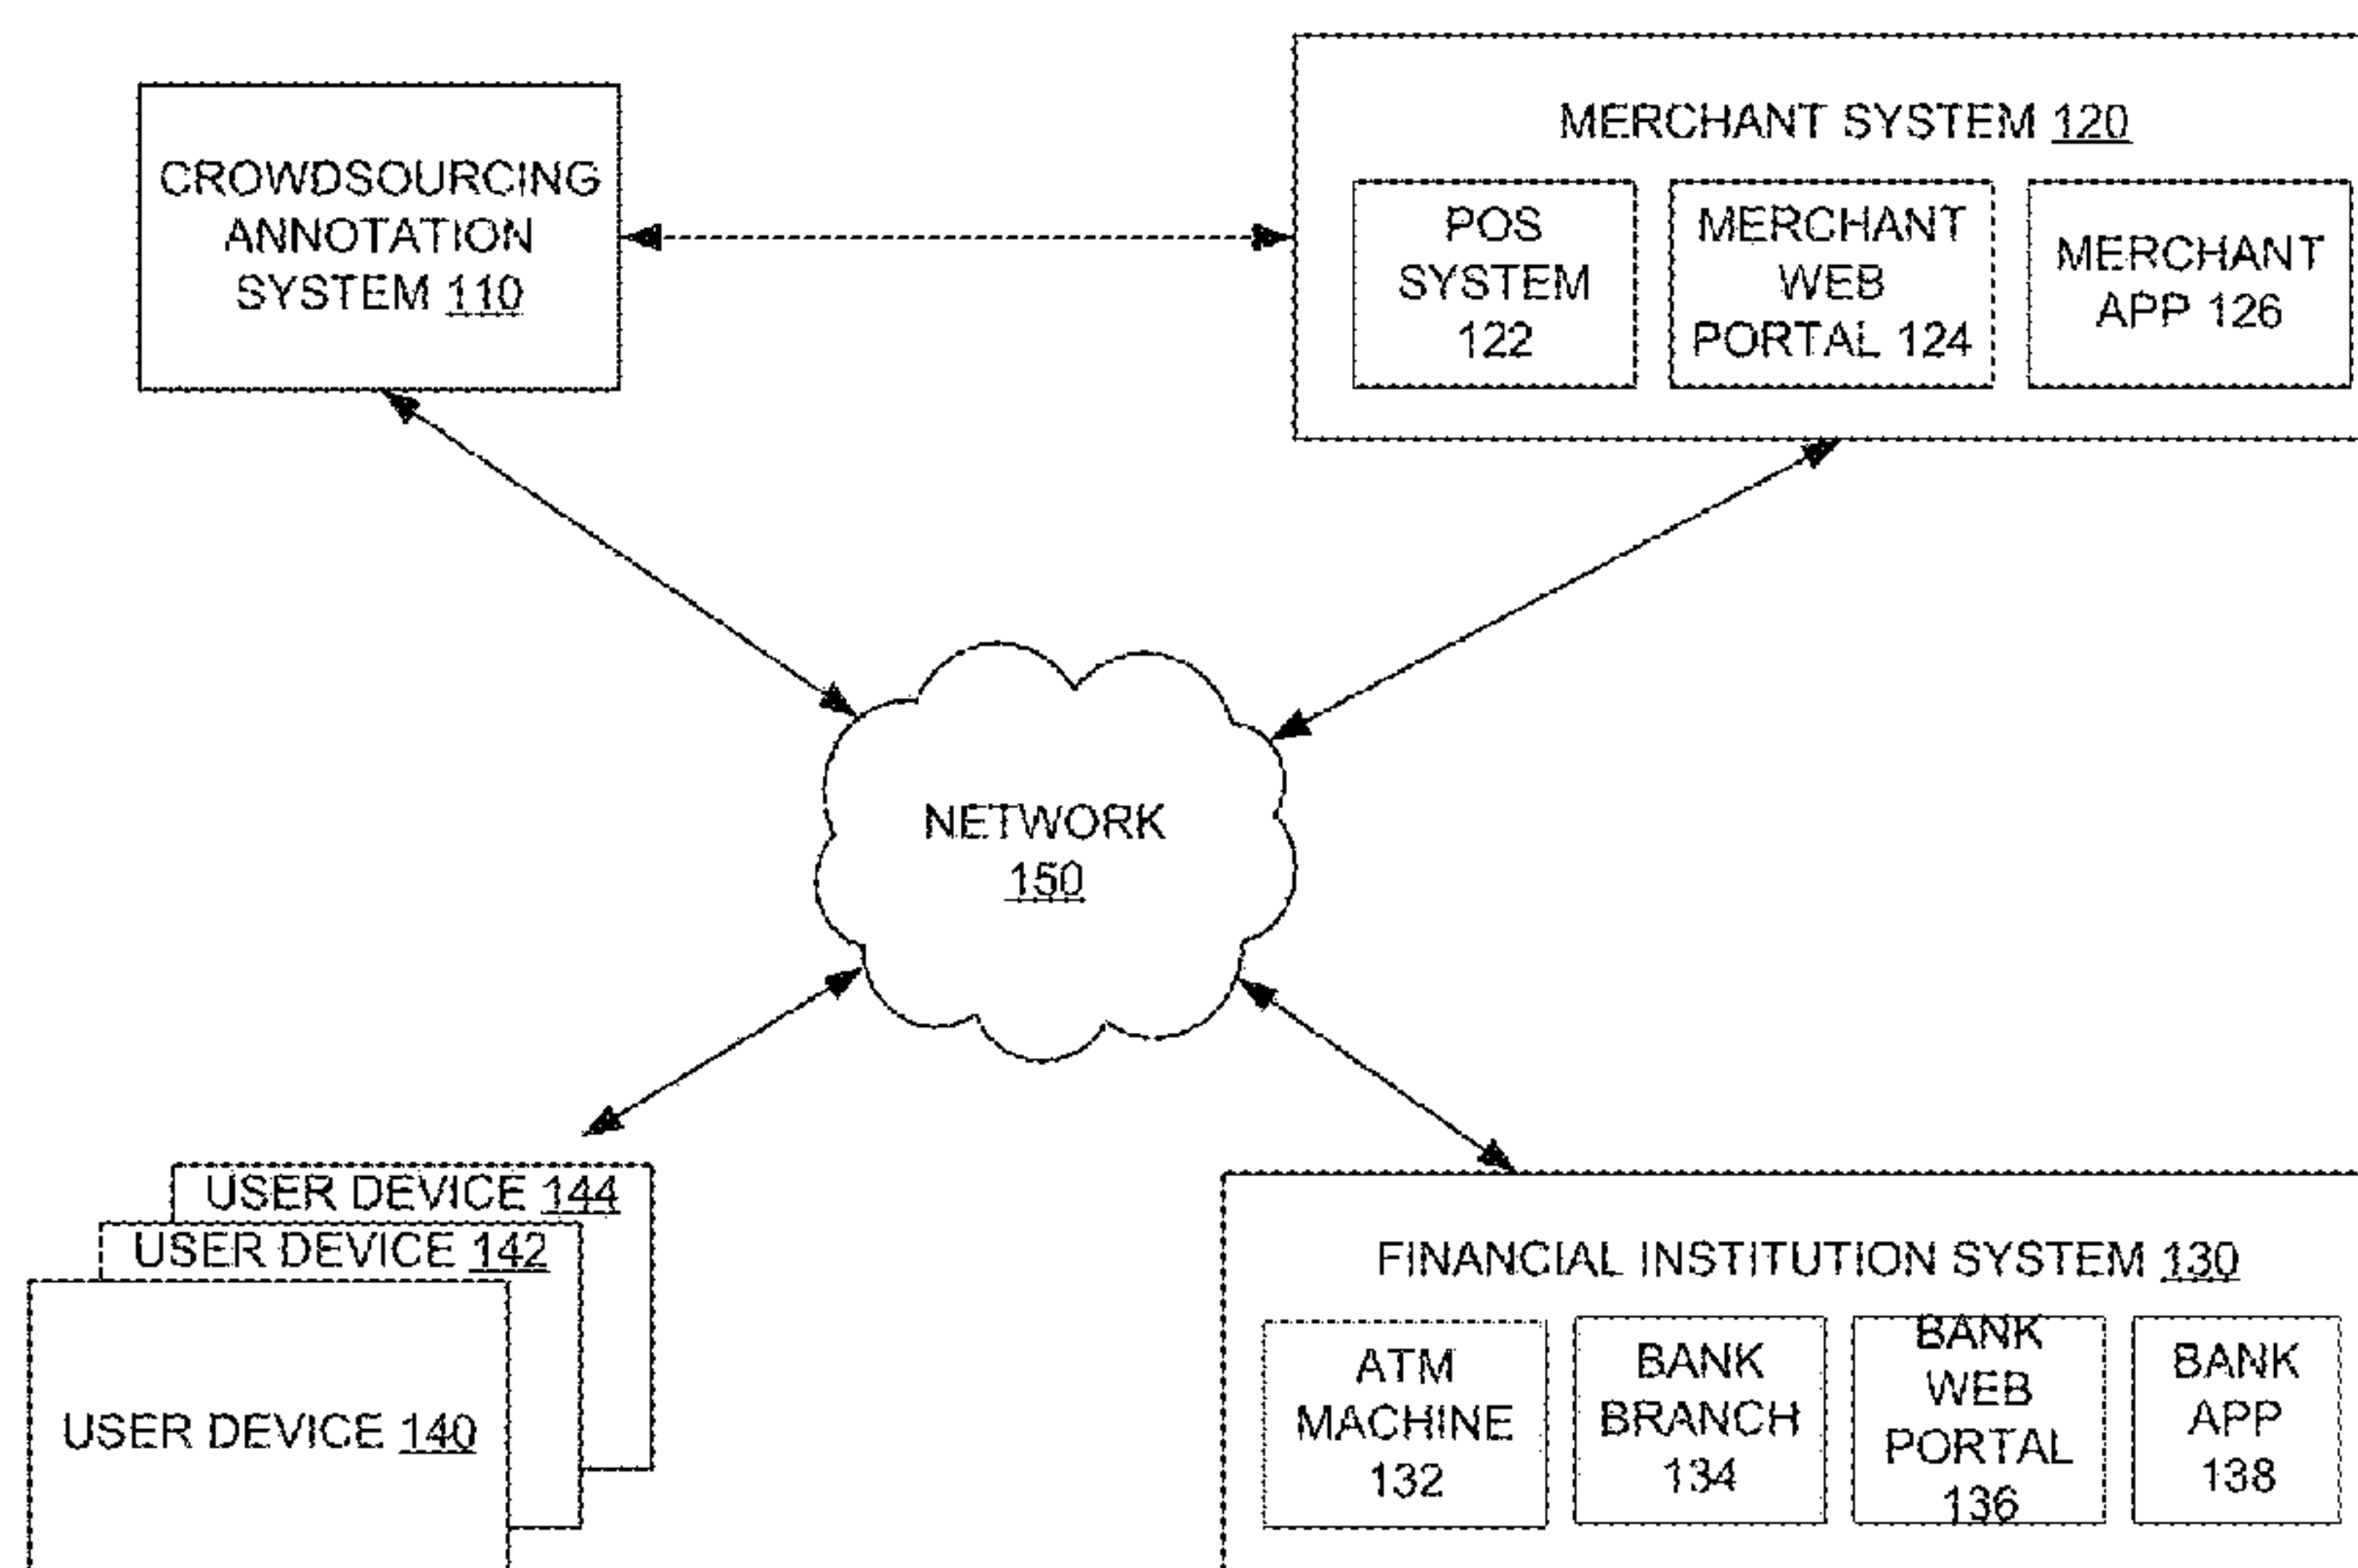 CROWDSOURCING
ANNOTATION
SYSTEM 110
MERCHANT SYSTEM 120
POS
SYSTEM
122
MERCHANT
WEB
PORTAL 124
MERCHANT
APP 126
NETWORK
150
USER DEVICE 144
USER DEVICE 142
USER DEVICE 140
FINANCIAL INSTITUTION SYSTEM 130
ATM
MACHINE
132
BANK
BRANCH
134
BANK
WEB
PORTAL
136
BANK
APP
138